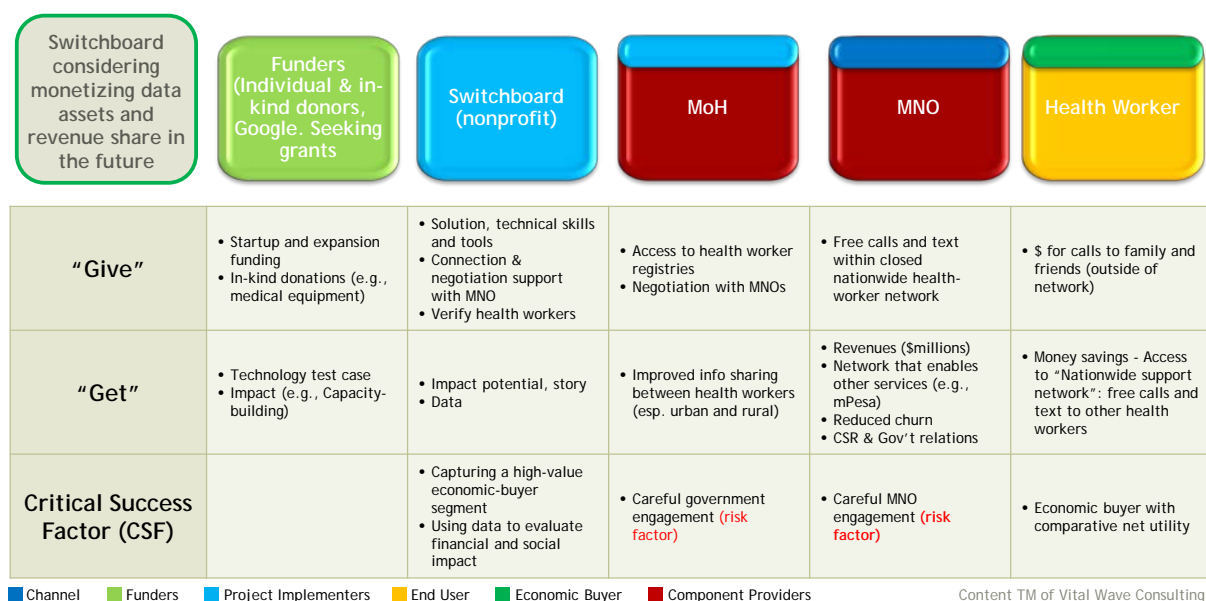 Switchboard
considering
monetizing data
assets and
revenue share in
the future
Funders
(Individual & in-
kind donors,
Google. Seeking
grants
Switchboard
(nonprofit)
MoH
MNO
Health Worker
“Give”
• Startup and expansion
funding
• In-kind donations (e.g.,
medical equipment)
• Solution, technical skills
and tools
• Connection &
negotiation support
with MNO
• Verify health workers
• Access to health worker
registries
• Negotiation with MNOs
• Free calls and text
within closed
nationwide health-
worker network
• $ for calls to family and
friends (outside of
network)
“Get”
• Technology test case
• Impact (e.g., Capacity-
building)
• Impact potential, story
• Data
• Improved info sharing
between health workers
(esp. urban and rural)
• Revenues ($millions)
• Network that enables
other services (e.g.,
mPesa)
• Reduced churn
• CSR & Gov’t relations
• Money savings - Access
to “Nationwide support
network”: free calls and
text to other health
workers
Critical Success
Factor (CSF)
• Capturing a high-value
economic-buyer
segment
• Using data to evaluate
financial and social
impact
• Careful government
engagement (risk
factor)
• Careful MNO
engagement (risk
factor)
• Economic buyer with
comparative net utility
Channel
Funders
Project Implementers
End User
Economic Buyer
Component Providers
Content TM of Vital Wave Consulting